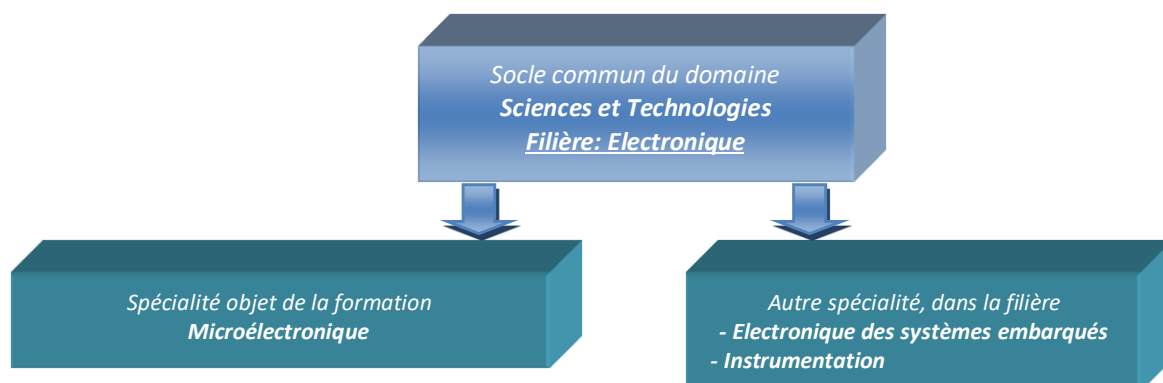 Socle commun du domaine
Sciences et Technologies
Filière: Electronique
Spécialité objet de la formation
Microélectronique
Autre spécialité, dans la filière
- Electronique des systèmes embarqués
- Instrumentation